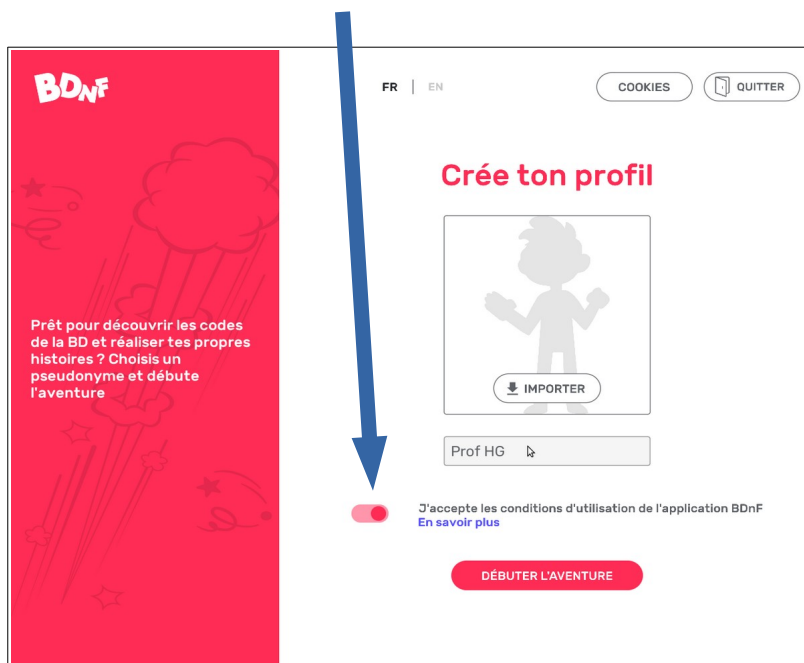 BDnF
FR | EN
COOKIES
QUITTER
Crée ton profil
Prêt pour découvrir les codes
de la BD et réaliser tes propres
histoires ? Choisis un
pseudonyme et débute
l'aventure
IMPORTER
Prof HG
J'accepte les conditions d'utilisation de l'application BDnF
En savoir plus
DÉBUTER L'AVENTURE